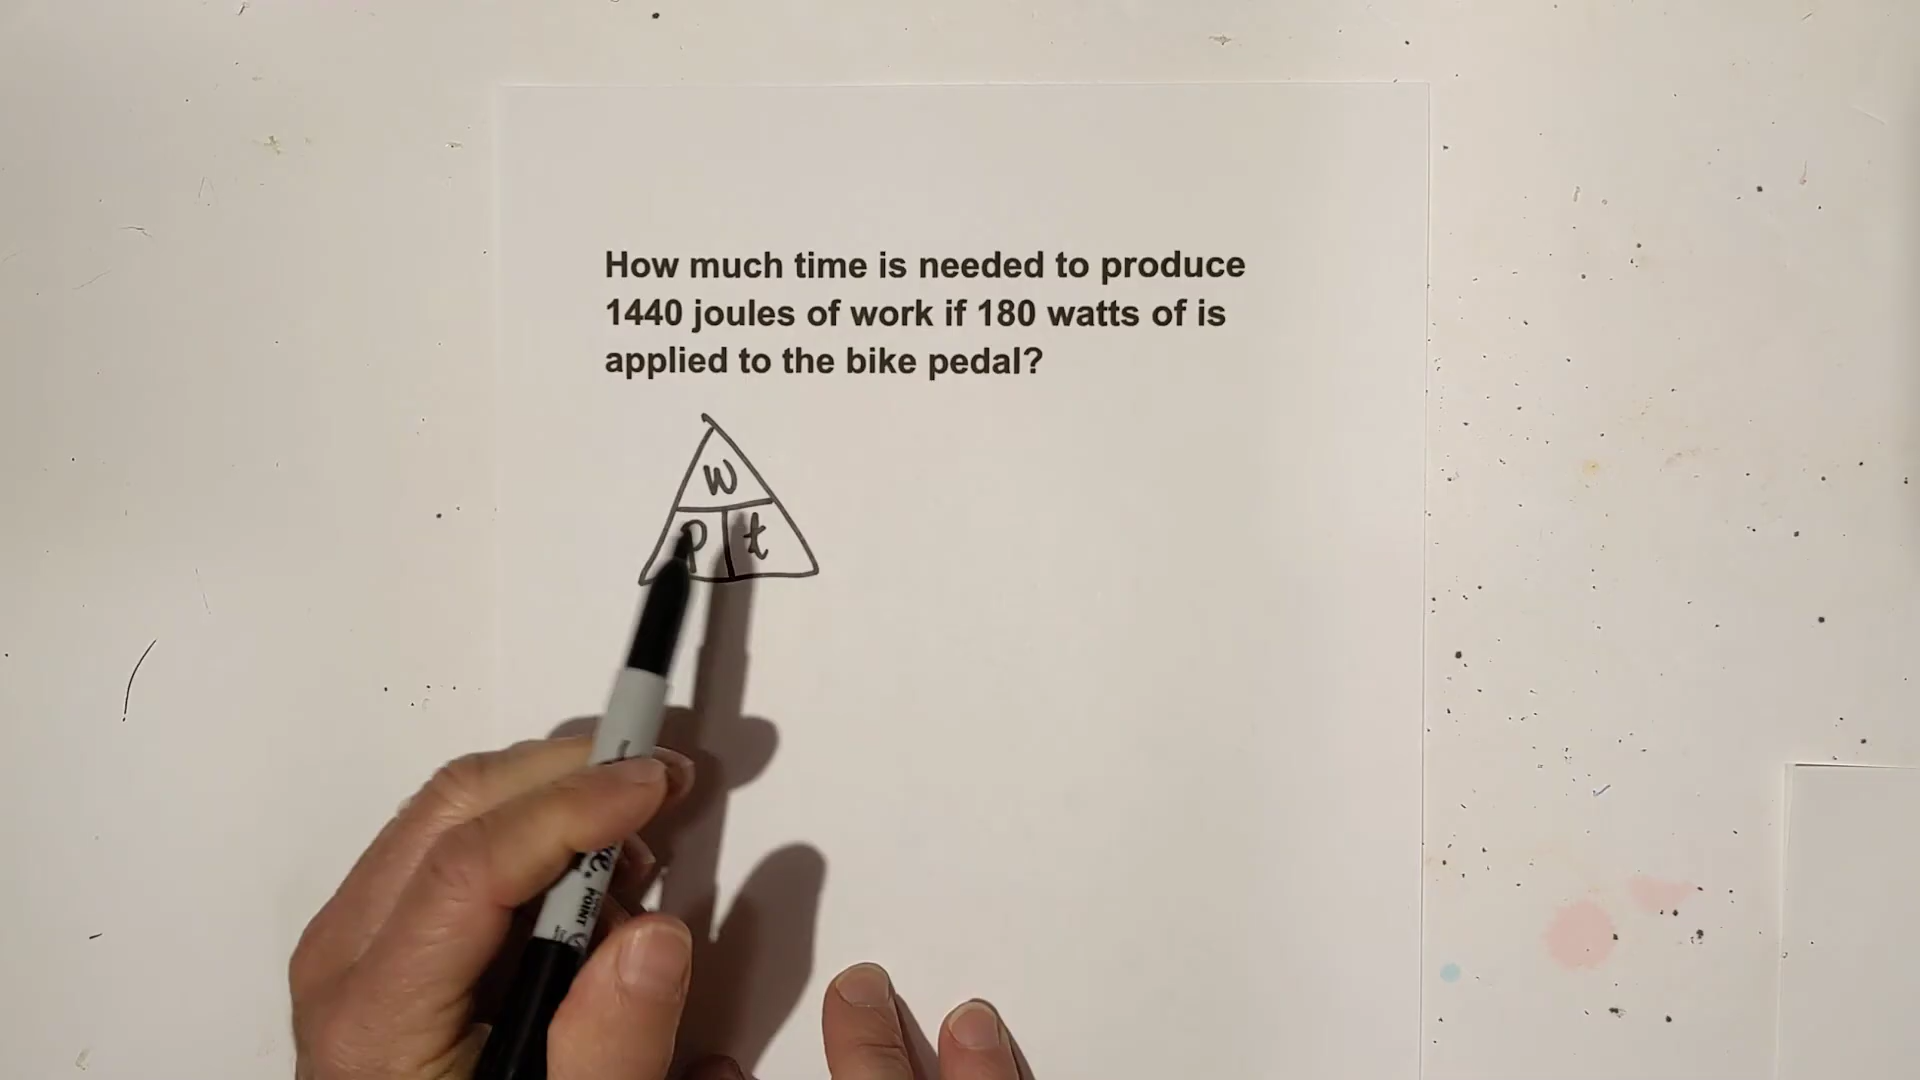 How much time is needed to produce
1440 joules of work if 180 watts of is
applied to the bike pedal?
W
P t
POINT